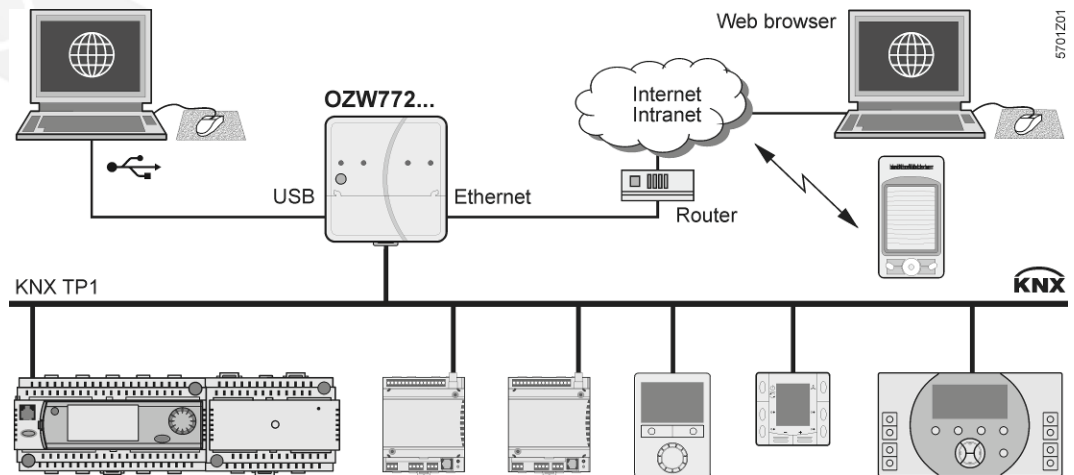 Web browser
5701Z01
OZW772...
Internet
Intranet
USB
Ethernet
Router
KNX TP1
KNX